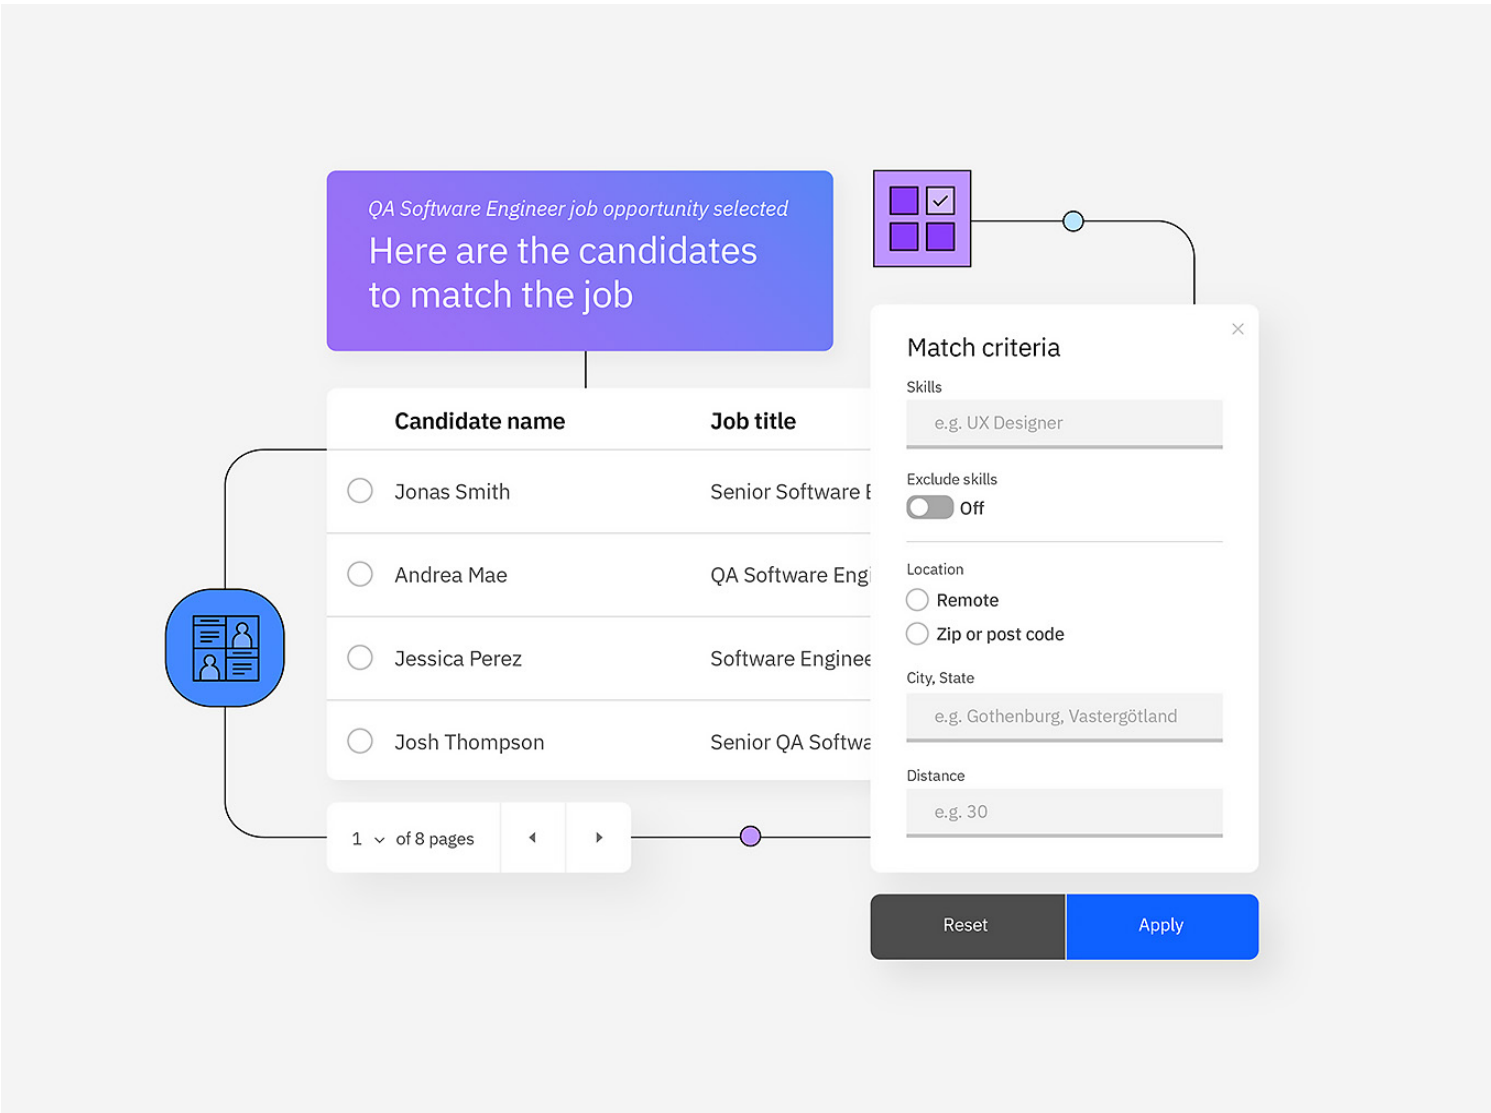 QA Software Engineer job opportunity selected
Here are the candidates
to match the job
Candidate name Job title
Jonas Smith Senior Software E
Andrea Mae QA Software Engi
Jessica Perez Software Enginee
Josh Thompson Senior QA Softwa
1 of 8 pages
Match criteria
Skills
e.g. UX Designer
Exclude skills
Off
Location
Remote
Zip or post code
City, State
e.g. Gothenburg, Vastergötland
Distance
e.g. 30
Reset Apply